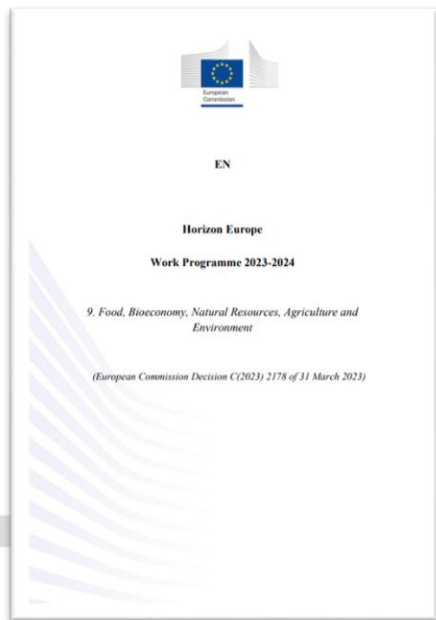 European
Commission
EN
Horizon Europe
Work Programme 2023-2024
9. Food, Bioeconomy, Natural Resources, Agriculture and
Environment
(European Commission Decision C(2023) 2178 of 31 March 2023)